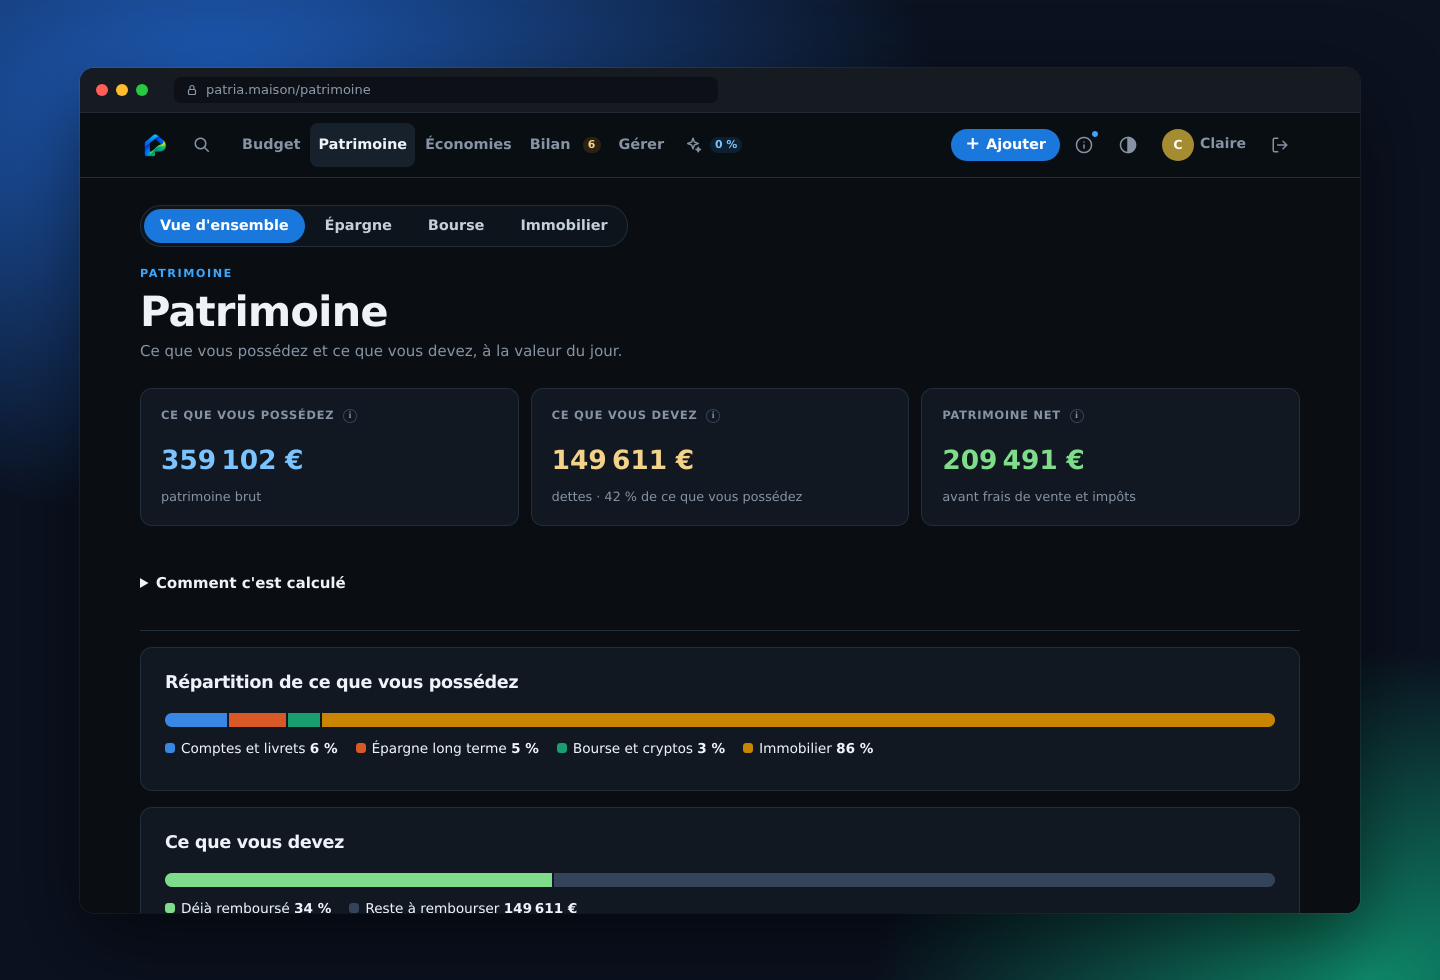 patria.maison/patrimoine
Budget Patrimoine Économies Bilan 6 Gérer 0 % + Ajouter C Claire
Vue d'ensemble Épargne Bourse Immobilier
PATRIMOINE
Patrimoine
Ce que vous possédez et ce que vous devez, à la valeur du jour.
CE QUE VOUS POSSÉDEZ i
359 102 €
patrimoine brut
CE QUE VOUS DEVEZ i
149 611 €
dettes · 42 % de ce que vous possédez
PATRIMOINE NET i
209 491 €
avant frais de vente et impôts
Comment c'est calculé
Répartition de ce que vous possédez
Comptes et livrets 6 % Épargne long terme 5 % Bourse et cryptos 3 % Immobilier 86 %
Ce que vous devez
Déjà remboursé 34 % Reste à rembourser 149 611 €